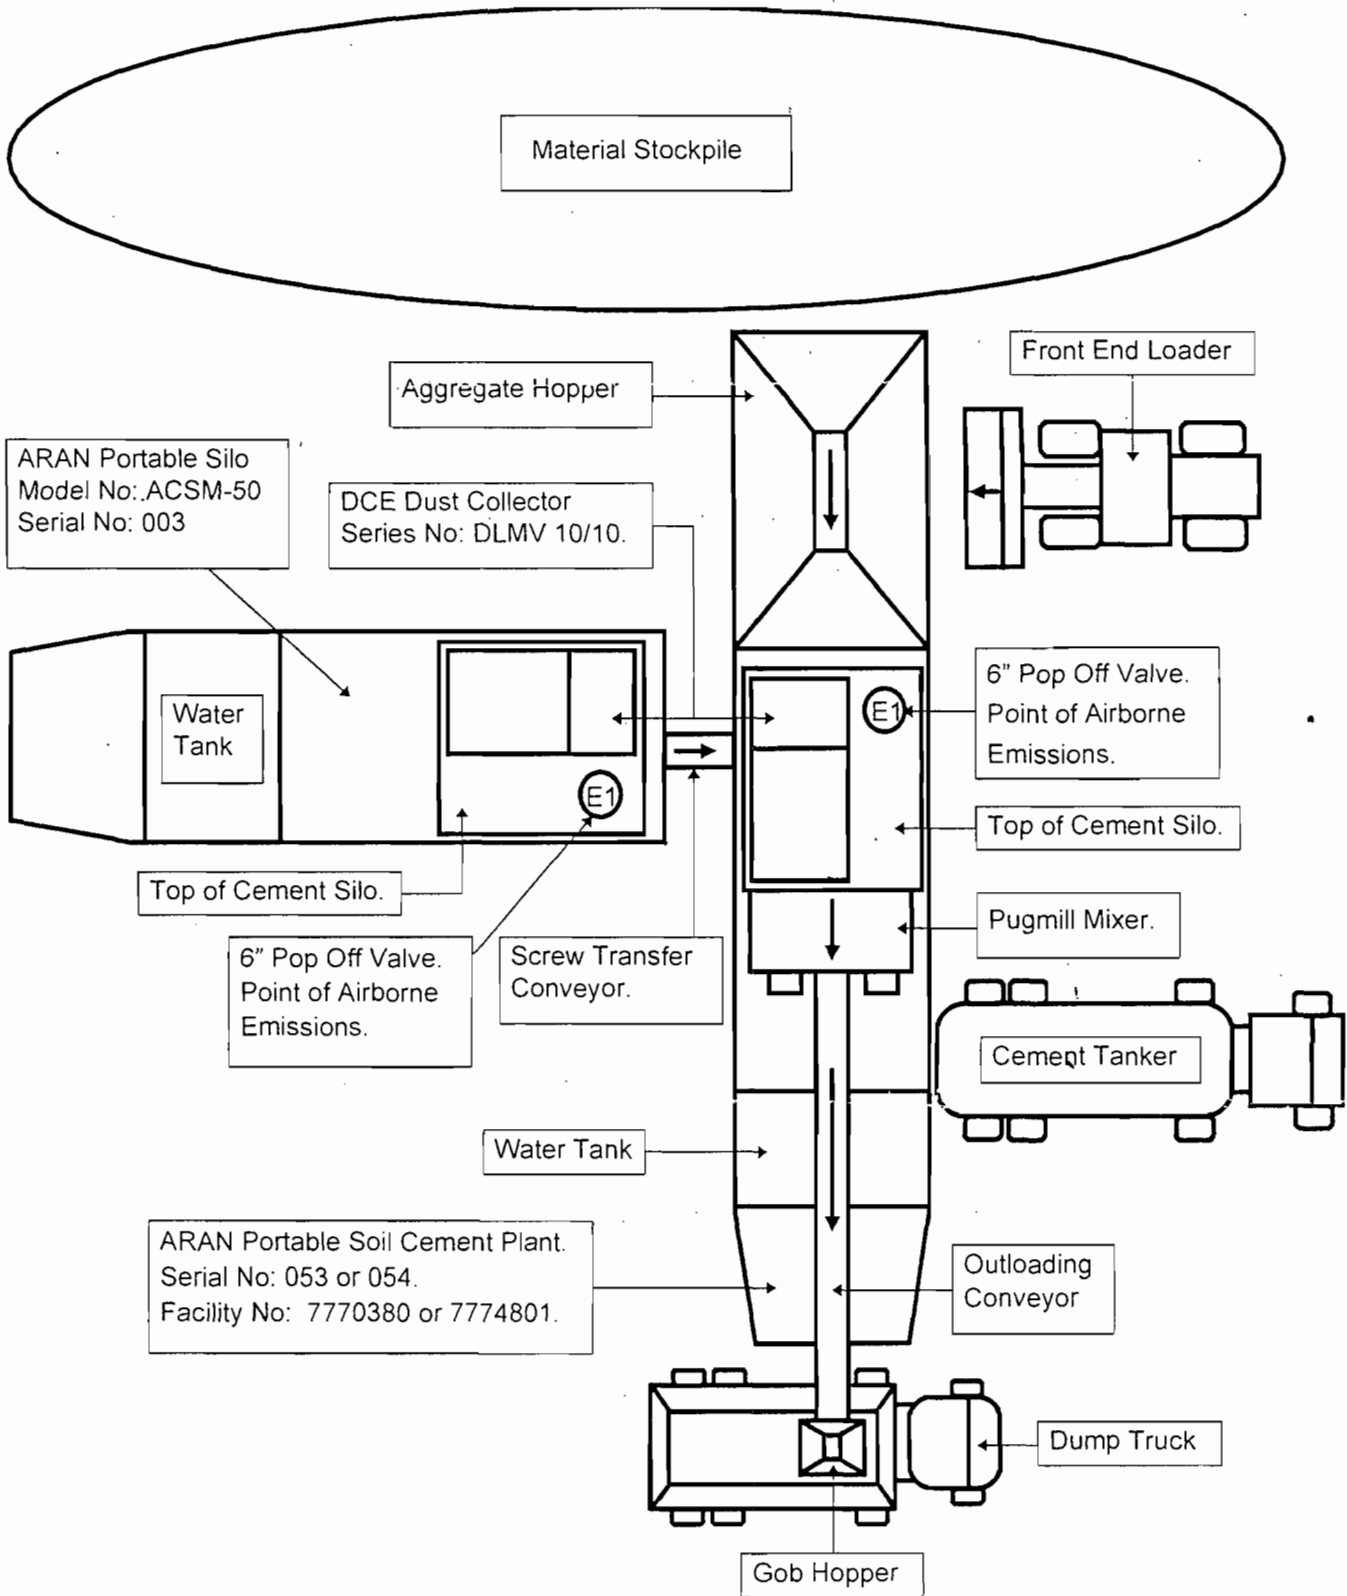 Material Stockpile
Front End Loader
Aggregate Hopper
ARAN Portable Silo
Model No: ACSM-50
Serial No: 003
DCE Dust Collector
Series No: DLMV 10/10.
6" Pop Off Valve.
Point of Airborne
Emissions.
E1
Water
Tank
E1
Top of Cement Silo.
Top of Cement Silo.
Pugmill Mixer.
6" Pop Off Valve.
Point of Airborne
Emissions.
Screw Transfer
Conveyor.
Cement Tanker
Water Tank
ARAN Portable Soil Cement Plant.
Serial No: 053 or 054.
Facility No: 7770380 or 7774801.
Outloading
Conveyor
Dump Truck
Gob Hopper